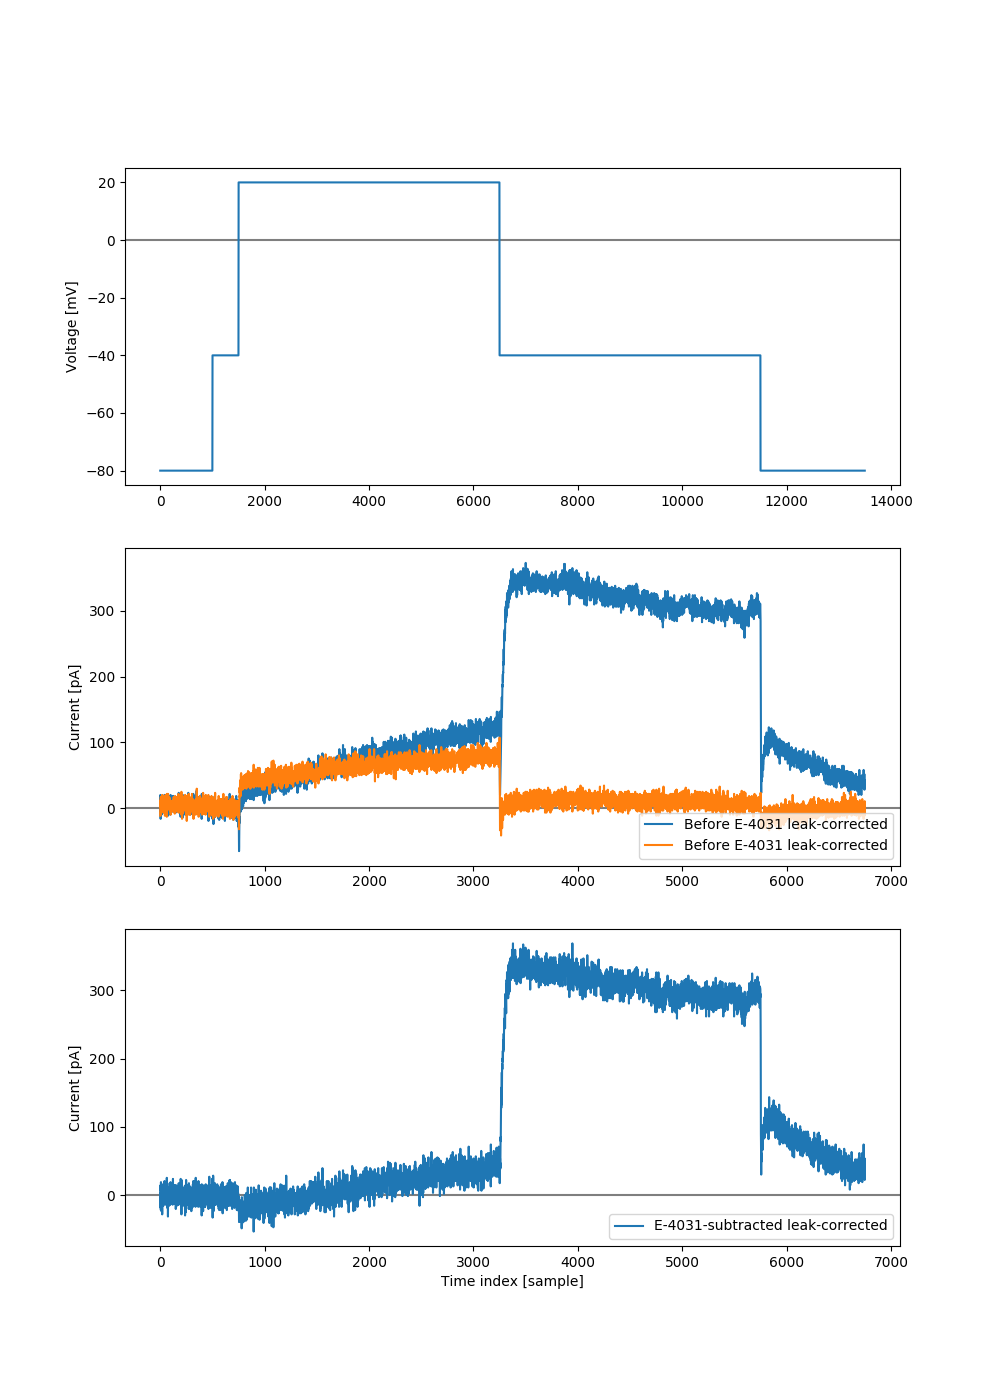 20
0
−20
−40
−60
−80
Voltage [mV]
0 2000 4000 6000 8000 10000 12000 14000
300
200
100
0
Current [pA]
Before E-4031 leak-corrected
Before E-4031 leak-corrected
0 1000 2000 3000 4000 5000 6000 7000
300
200
100
0
Current [pA]
E-4031-subtracted leak-corrected
0 1000 2000 3000 4000 5000 6000 7000
Time index [sample]